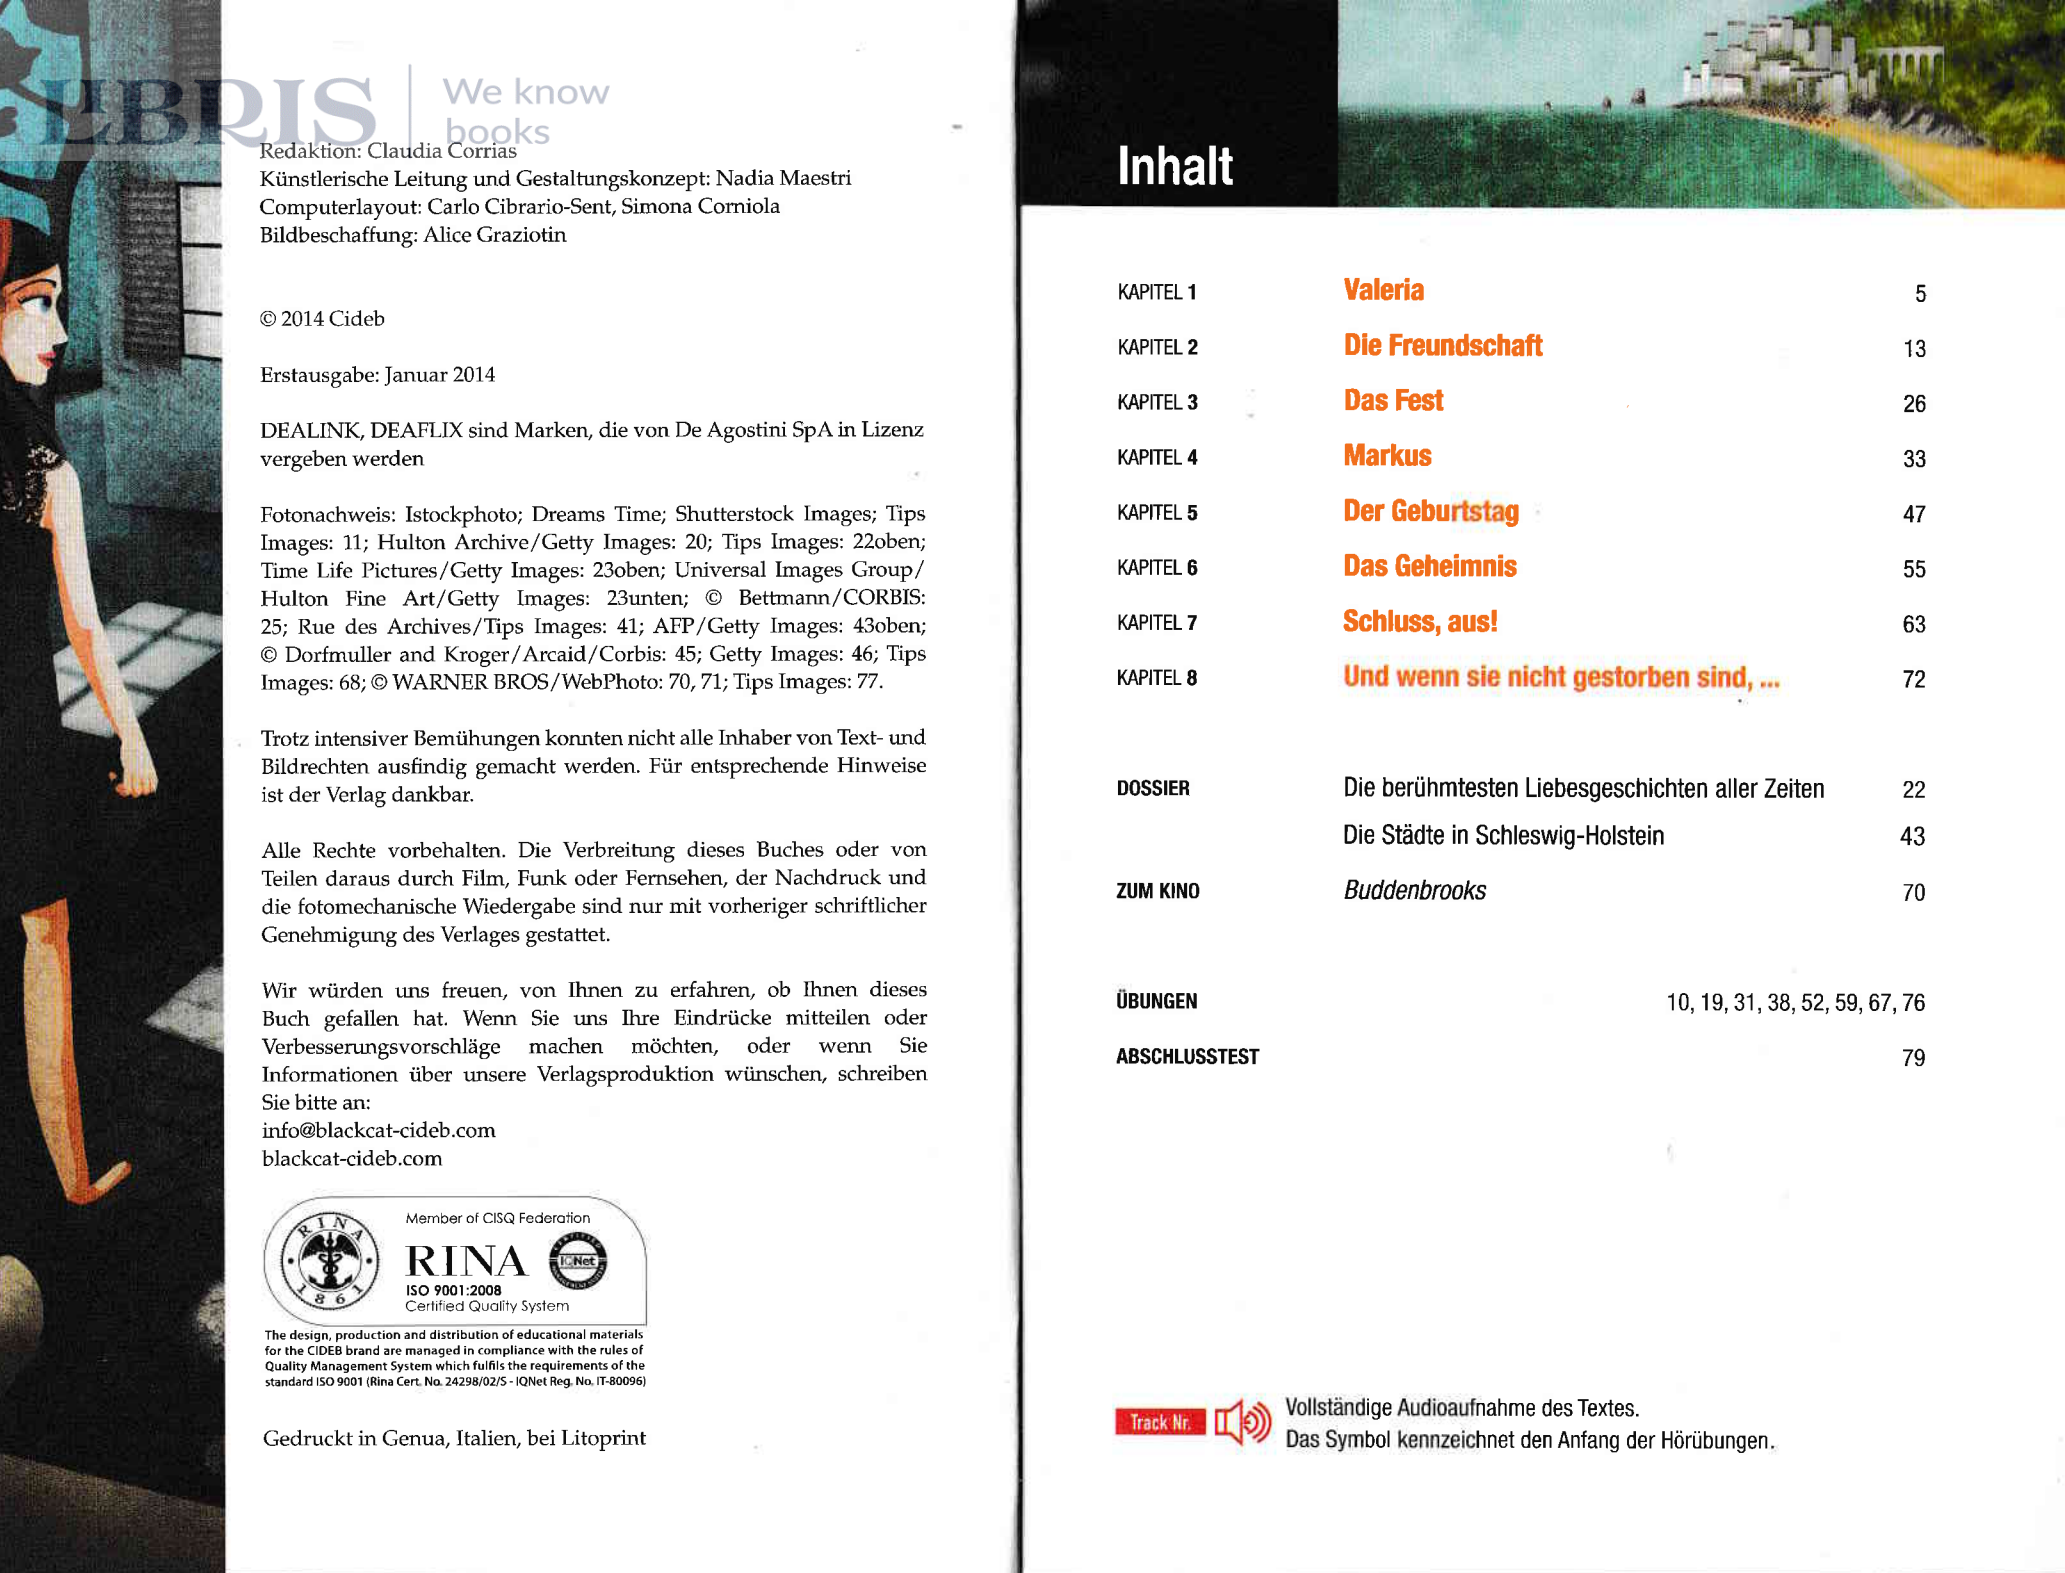 LIBRIS
We know
books
Redaktion: Claudia Corrias
Künstlerische Leitung und Gestaltungskonzept: Nadia Maestri
Computerlayout: Carlo Cibrario-Sent, Simona Corniola
Bildbeschaffung: Alice Graziotin
© 2014 Cideb
Erstausgabe: Januar 2014
DEALINK, DEAFLIX sind Marken, die von De Agostini SpA in Lizenz
vergeben werden
Fotonachweis: Istockphoto; Dreams Time; Shutterstock Images; Tips
Images: 11; Hulton Archive/Getty Images: 20; Tips Images: 22oben;
Time Life Pictures/Getty Images: 23oben; Universal Images Group/
Hulton Fine Art/Getty Images: 23unten; © Bettmann/CORBIS:
25; Rue des Archives/Tips Images: 41; AFP/Getty Images: 43oben;
© Dorfmuller and Kroger/Arcaid/Corbis: 45; Getty Images: 46; Tips
Images: 68; © WARNER BROS/WebPhoto: 70, 71; Tips Images: 77.
Trotz intensiver Bemühungen konnten nicht alle Inhaber von Text- und
Bildrechten ausfindig gemacht werden. Für entsprechende Hinweise
ist der Verlag dankbar.
Alle Rechte vorbehalten. Die Verbreitung dieses Buches oder von
Teilen daraus durch Film, Funk oder Fernsehen, der Nachdruck und
die fotomechanische Wiedergabe sind nur mit vorheriger schriftlicher
Genehmigung des Verlages gestattet.
Wir würden uns freuen, von Ihnen zu erfahren, ob Ihnen dieses
Buch gefallen hat. Wenn Sie uns Ihre Eindrücke mitteilen oder
Verbesserungsvorschläge machen möchten, oder wenn Sie
Informationen über unsere Verlagsproduktion wünschen, schreiben
Sie bitte an:
info@blackcat-cideb.com
blackcat-cideb.com
RINA
1861
Member of CISQ Federation
RINA
IQNet
ISO 9001:2008
Certified Quality System
The design, production and distribution of educational materials
for the CIDEB brand are managed in compliance with the rules of
Quality Management System which fulfils the requirements of the
standard ISO 9001 (Rina Cert. No. 24298/02/S - IQNet Reg. No. IT-80096)
Gedruckt in Genua, Italien, bei Litoprint
Inhalt
KAPITEL 1 Valeria 5
KAPITEL 2 Die Freundschaft 13
KAPITEL 3 Das Fest 26
KAPITEL 4 Markus 33
KAPITEL 5 Der Geburtstag 47
KAPITEL 6 Das Geheimnis 55
KAPITEL 7 Schluss, aus! 63
KAPITEL 8 Und wenn sie nicht gestorben sind, ... 72
DOSSIER Die berühmtesten Liebesgeschichten aller Zeiten 22
Die Städte in Schleswig-Holstein 43
ZUM KINO Buddenbrooks 70
ÜBUNGEN 10, 19, 31, 38, 52, 59, 67, 76
ABSCHLUSSTEST 79
Track Nr.
Vollständige Audioaufnahme des Textes.
Das Symbol kennzeichnet den Anfang der Hörübungen.